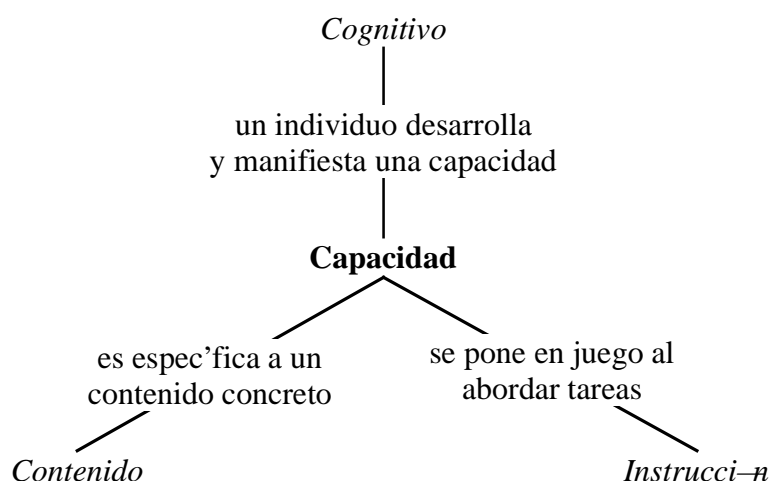 Cognitivo
un individuo desarrolla
y manifiesta una capacidad
Capacidad
es espec’fica a un
contenido concreto
se pone en juego al
abordar tareas
Contenido
Instrucci—n